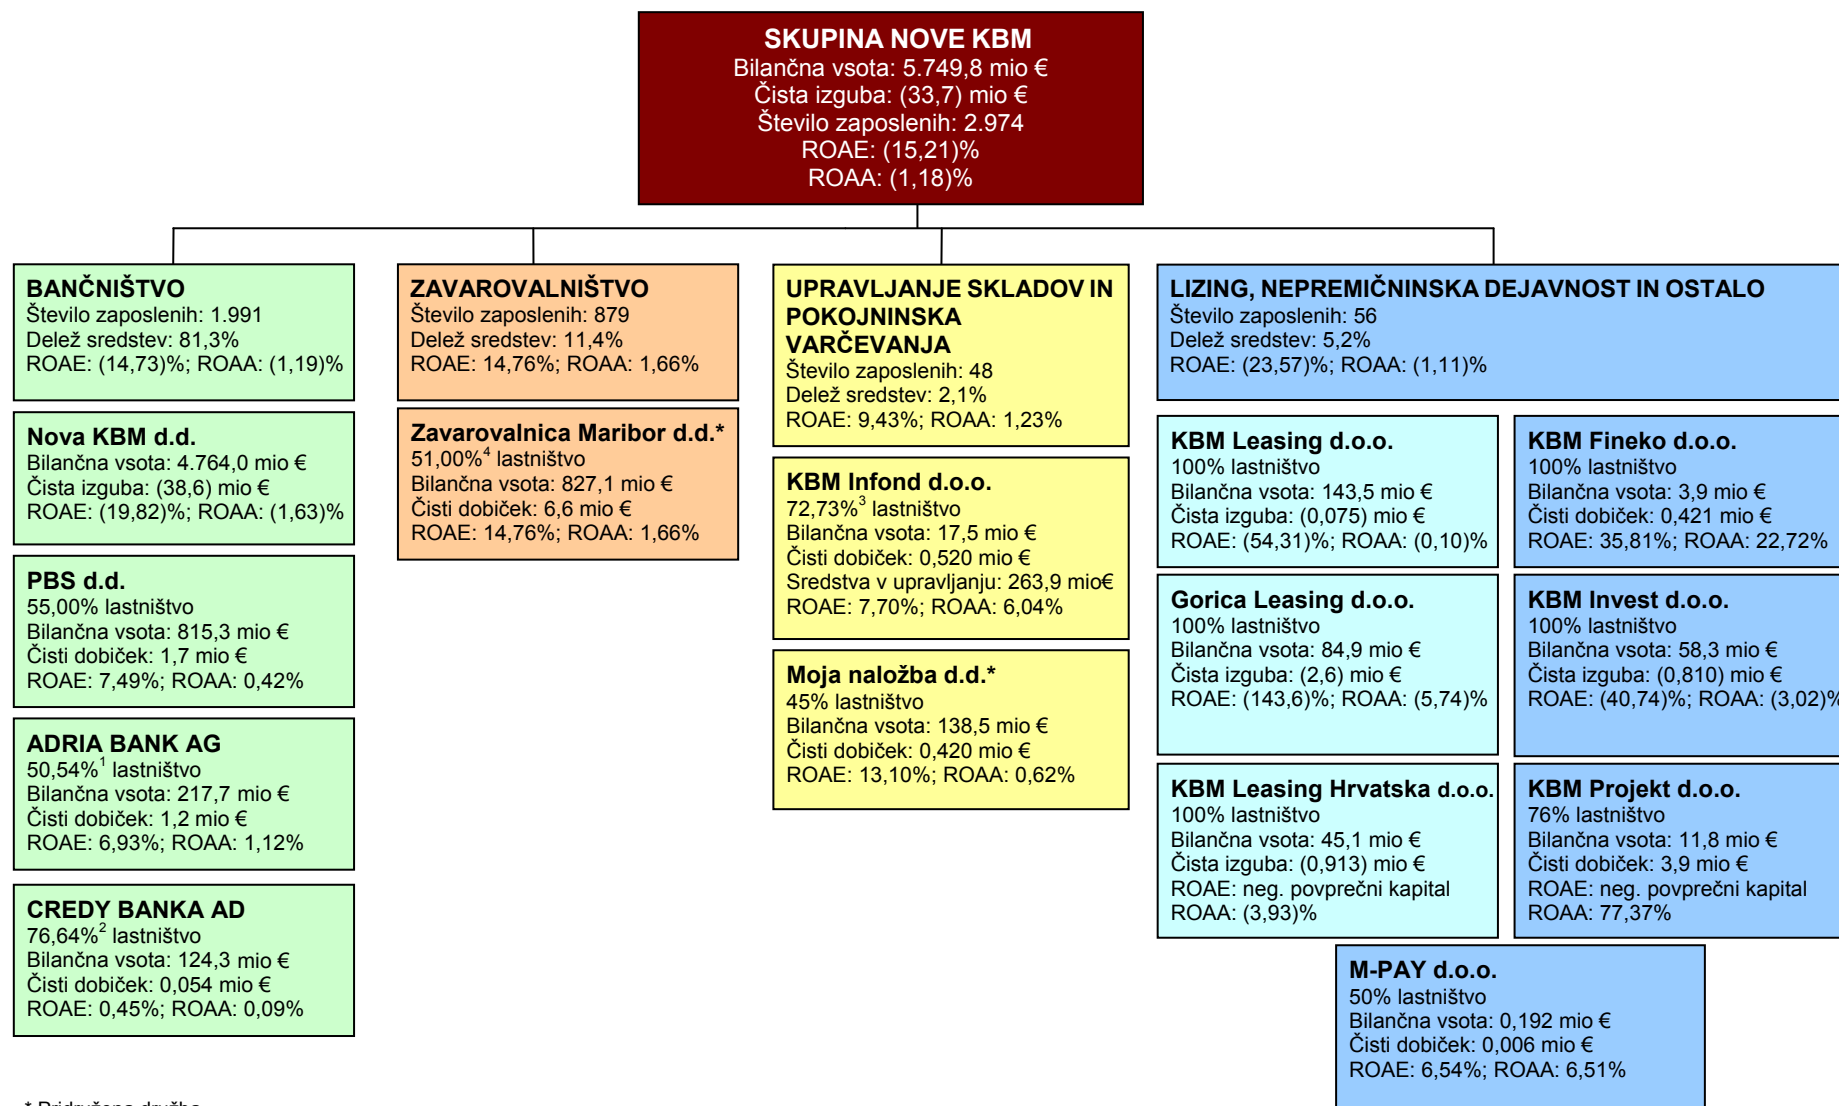 SKUPINA NOVE KBM
Bilančna vsota: 5.749,8 mio €
Čista izguba: (33,7) mio €
Število zaposlenih: 2.974
ROAE: (15,21)%
ROAA: (1,18)%
BANČNIŠTVO
Število zaposlenih: 1.991
Delež sredstev: 81,3%
ROAE: (14,73)%; ROAA: (1,19)%
Nova KBM d.d.
Bilančna vsota: 4.764,0 mio €
Čista izguba: (38,6) mio €
ROAE: (19,82)%; ROAA: (1,63)%
PBS d.d.
55,00% lastništvo
Bilančna vsota: 815,3 mio €
Čisti dobiček: 1,7 mio €
ROAE: 7,49%; ROAA: 0,42%
ADRIA BANK AG
50,54%1 lastništvo
Bilančna vsota: 217,7 mio €
Čisti dobiček: 1,2 mio €
ROAE: 6,93%; ROAA: 1,12%
CREDY BANKA AD
76,64%2 lastništvo
Bilančna vsota: 124,3 mio €
Čisti dobiček: 0,054 mio €
ROAE: 0,45%; ROAA: 0,09%
ZAVAROVALNIŠTVO
Število zaposlenih: 879
Delež sredstev: 11,4%
ROAE: 14,76%; ROAA: 1,66%
Zavarovalnica Maribor d.d.*
51,00%4 lastništvo
Bilančna vsota: 827,1 mio €
Čisti dobiček: 6,6 mio €
ROAE: 14,76%; ROAA: 1,66%
UPRAVLJANJE SKLADOV IN
POKOJNINSKA
VARČEVANJA
Število zaposlenih: 48
Delež sredstev: 2,1%
ROAE: 9,43%; ROAA: 1,23%
KBM Infond d.o.o.
72,73%3 lastništvo
Bilančna vsota: 17,5 mio €
Čisti dobiček: 0,520 mio €
Sredstva v upravljanju: 263,9 mio€
ROAE: 7,70%; ROAA: 6,04%
Moja naložba d.d.*
45% lastništvo
Bilančna vsota: 138,5 mio €
Čisti dobiček: 0,420 mio €
ROAE: 13,10%; ROAA: 0,62%
LIZING, NEPREMIČNINSKA DEJAVNOST IN OSTALO
Število zaposlenih: 56
Delež sredstev: 5,2%
ROAE: (23,57)%; ROAA: (1,11)%
KBM Leasing d.o.o.
100% lastništvo
Bilančna vsota: 143,5 mio €
Čista izguba: (0,075) mio €
ROAE: (54,31)%; ROAA: (0,10)%
Gorica Leasing d.o.o.
100% lastništvo
Bilančna vsota: 84,9 mio €
Čista izguba: (2,6) mio €
ROAE: (143,6)%; ROAA: (5,74)%
KBM Leasing Hrvatska d.o.o.
100% lastništvo
Bilančna vsota: 45,1 mio €
Čista izguba: (0,913) mio €
ROAE: neg. povprečni kapital
ROAA: (3,93)%
KBM Fineko d.o.o.
100% lastništvo
Bilančna vsota: 3,9 mio €
Čisti dobiček: 0,421 mio €
ROAE: 35,81%; ROAA: 22,72%
KBM Invest d.o.o.
100% lastništvo
Bilančna vsota: 58,3 mio €
Čista izguba: (0,810) mio €
ROAE: (40,74)%; ROAA: (3,02)%
KBM Projekt d.o.o.
76% lastništvo
Bilančna vsota: 11,8 mio €
Čisti dobiček: 3,9 mio €
ROAE: neg. povprečni kapital
ROAA: 77,37%
M-PAY d.o.o.
50% lastništvo
Bilančna vsota: 0,192 mio €
Čisti dobiček: 0,006 mio €
ROAE: 6,54%; ROAA: 6,51%
* Pridružena družba